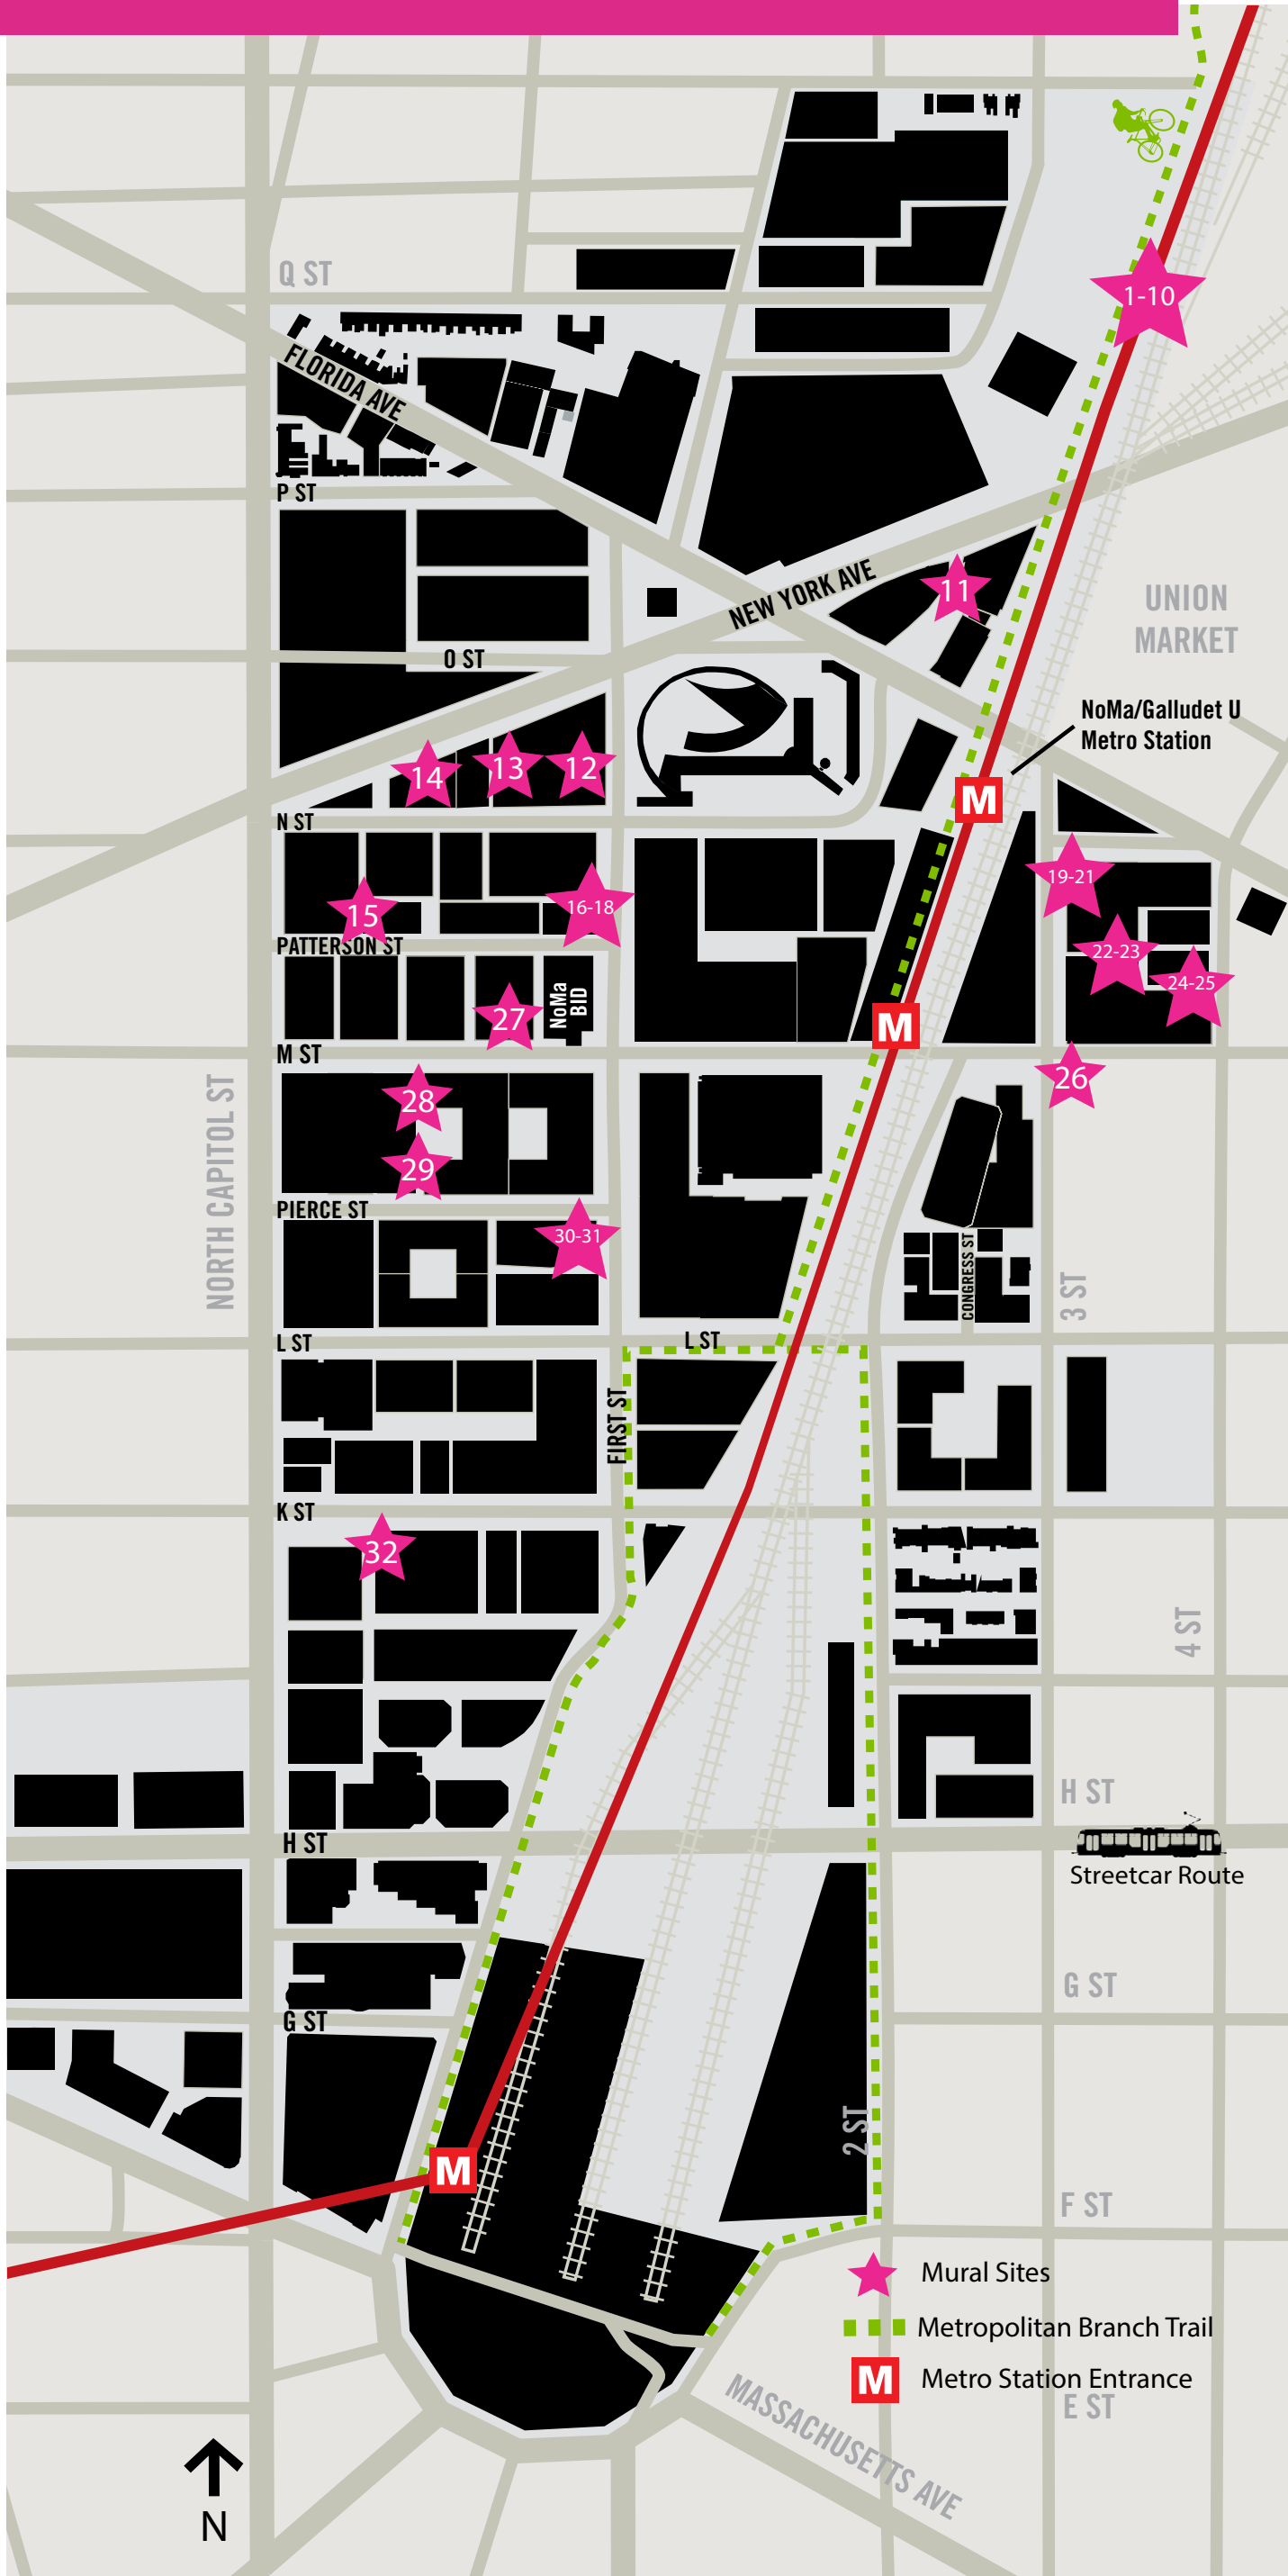 Q ST
1-10
FLORIDA AVE
P ST
NEW YORK AVE
11
UNION
MARKET
O ST
NoMa/Galludet U
Metro Station
14
13
12
M
N ST
19-21
15
16-18
PATTERSON ST
22-23
24-25
27
NoMa
BID
M
M ST
26
28
29
NORTH CAPITOL ST
PIERCE ST
30-31
CONGRESS ST
3 ST
L ST
L ST
FIRST ST
K ST
32
4 ST
H ST
H ST
Streetcar Route
G ST
G ST
2 ST
M
F ST
Mural Sites
Metropolitan Branch Trail
M
Metro Station Entrance
E ST
MASSACHUSETTS AVE
N